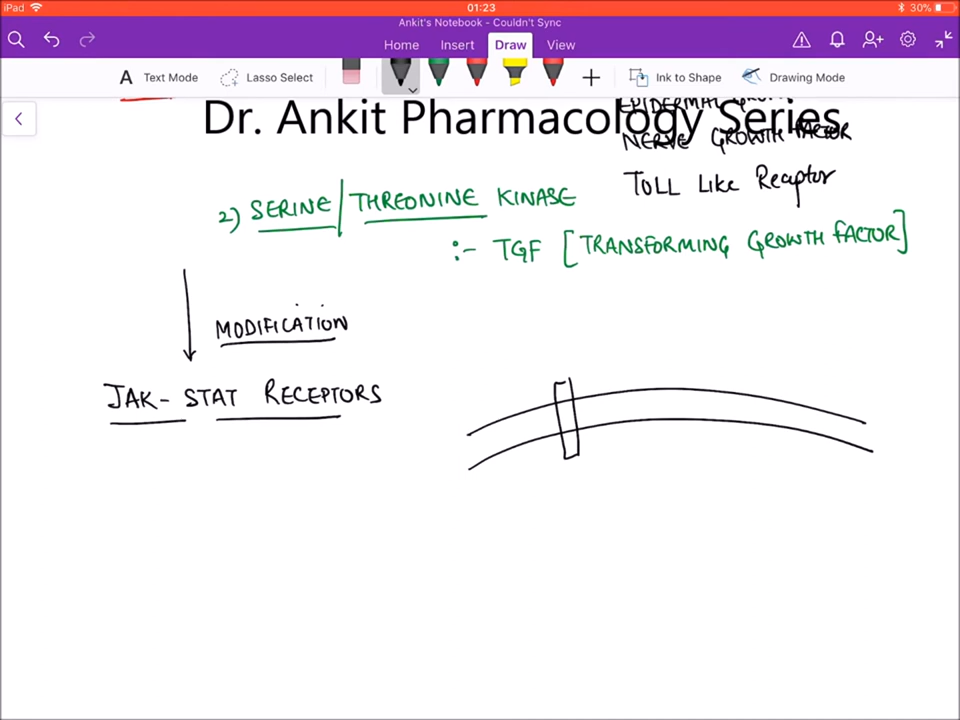 iPad
01:23
30%
Ankit's Notebook - Couldn't Sync
Home Insert Draw View
A Text Mode Lasso Select Ink to Shape Drawing Mode
EPIDERMAL
Dr. Ankit Pharmacology Series
NERVE GROWTH FACTOR
TOLL Like Receptor
2) SERINE/THREONINE KINASE
:- TGF [TRANSFORMING GROWTH FACTOR]
MODIFICATION
JAK-STAT RECEPTORS